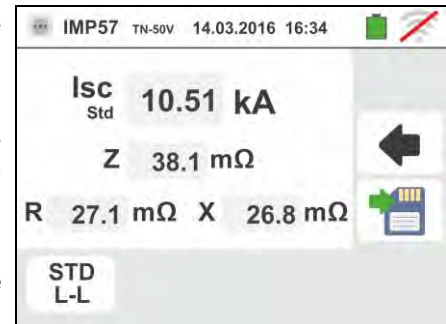 IMP57 TN-50V 14.03.2016 16:34
Isc
Std 10.51 kA
Z 38.1 mΩ
R 27.1 mΩ X 26.8 mΩ
STD
L-L